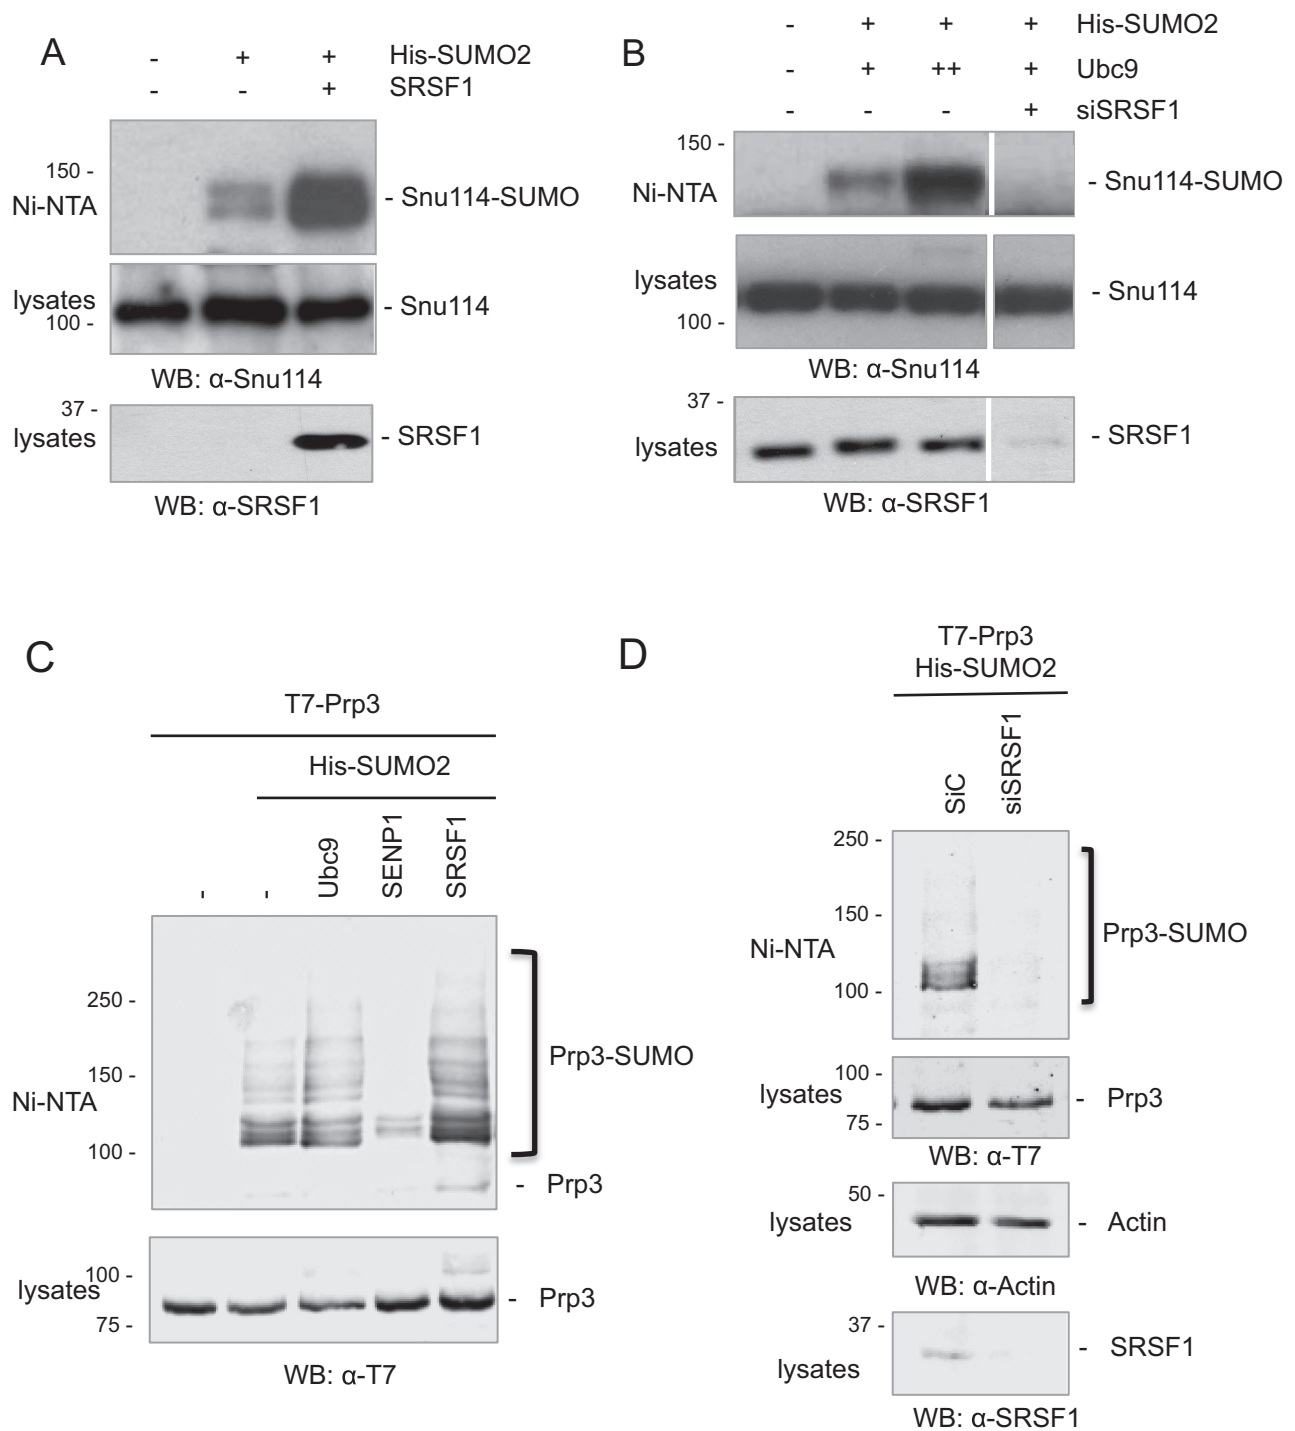 A
- + + His-SUMO2
- - + SRSF1
150 -
Ni-NTA
- Snu114-SUMO
lysates
100 -
- Snu114
WB: α-Snu114
37 -
lysates
- SRSF1
WB: α-SRSF1
B
- + + + His-SUMO2
- + ++ + Ubc9
- - - + siSRSF1
150 -
Ni-NTA
- Snu114-SUMO
lysates
100 -
- Snu114
WB: α-Snu114
37 -
lysates
- SRSF1
WB: α-SRSF1
C
T7-Prp3
His-SUMO2
- - Ubc9 SENP1 SRSF1
250 -
150 -
Ni-NTA
100 -
Prp3-SUMO
- Prp3
lysates
100 -
75 -
- Prp3
WB: α-T7
D
T7-Prp3
His-SUMO2
SiC siSRSF1
250 -
150 -
Ni-NTA
100 -
Prp3-SUMO
100 -
lysates
75 -
- Prp3
WB: α-T7
50 -
lysates
- Actin
WB: α-Actin
37 -
lysates
- SRSF1
WB: α-SRSF1